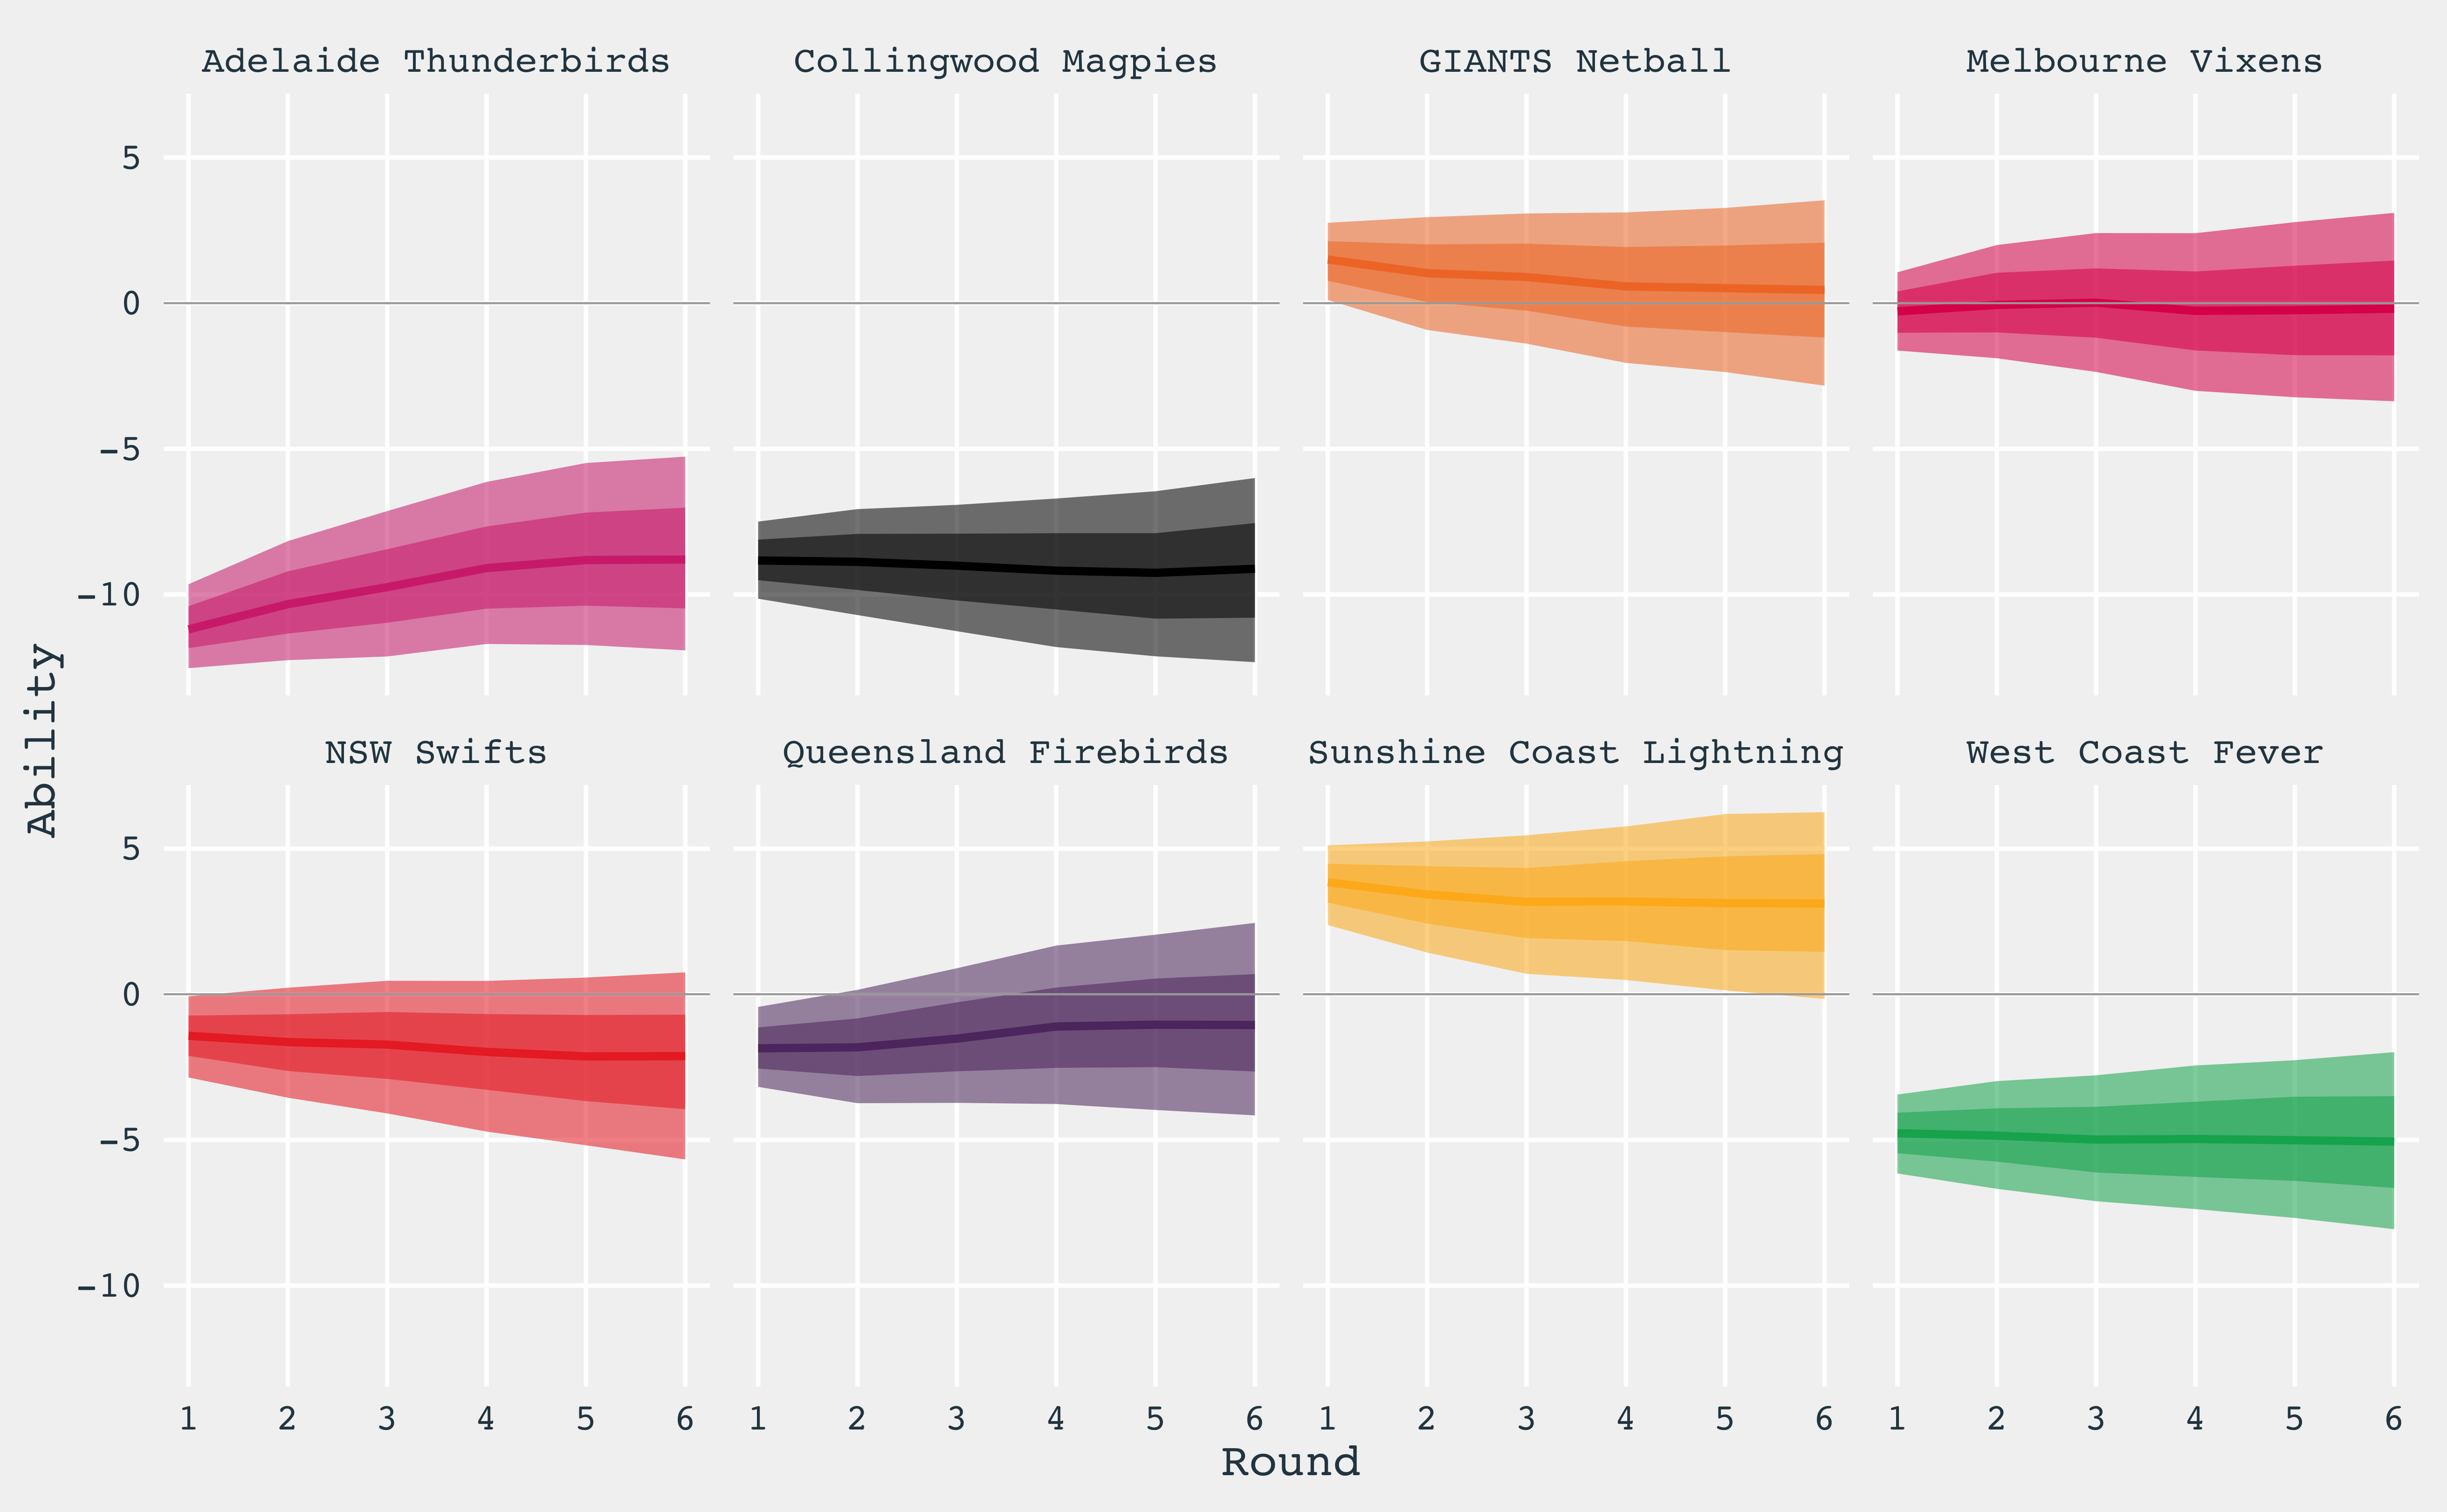 Adelaide Thunderbirds
Collingwood Magpies
GIANTS Netball
Melbourne Vixens
5
0
-5
-10
Ability
NSW Swifts
Queensland Firebirds
Sunshine Coast Lightning
West Coast Fever
5
0
-5
-10
1 2 3 4 5 6
1 2 3 4 5 6
1 2 3 4 5 6
1 2 3 4 5 6
Round